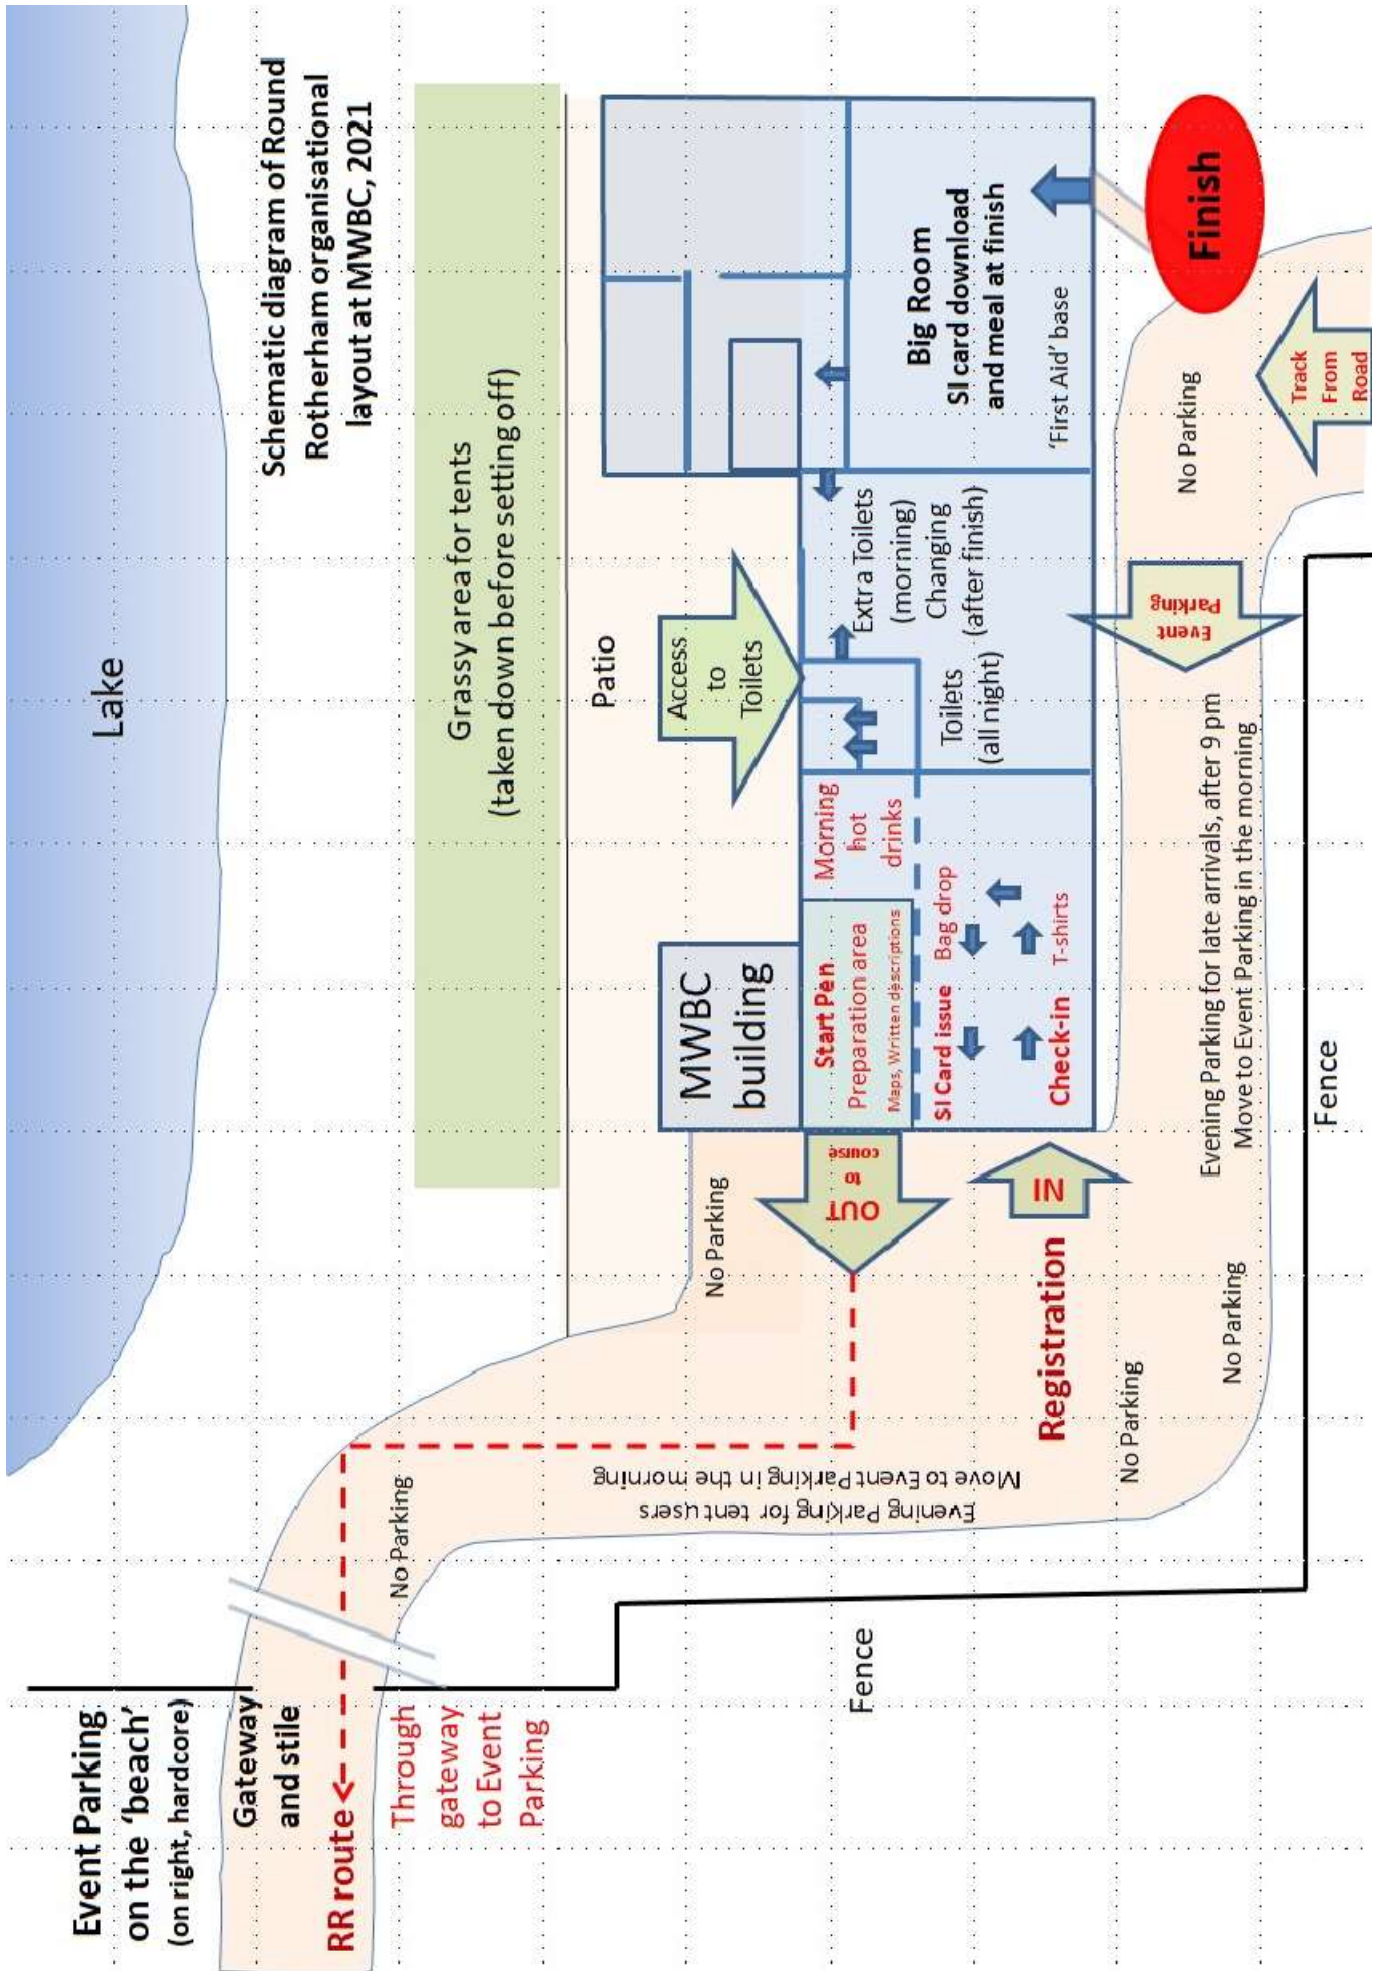 Lake
Schematic diagram of Round
Rotherham organisational
layout at MWBC, 2021
Event Parking
on the ‘beach’
(on right, hardcore)
Gateway
and stile
RR route
Through
gateway
to Event
Parking
No Parking
Grassy area for tents
(taken down before setting off)
Patio
Access
to
Toilets
MWBC
building
No Parking
Evening Parking for tent users
Move to Event Parking in the morning
OUT
to
course
Start Pen
Preparation area
Maps, Written descriptions
Morning
hot
drinks
Extra Toilets
(morning)
Changing
(after finish)
Toilets
(all night)
Big Room
SI card download
and meal at finish
‘First Aid’ base
SI Card issue
Bag drop
Check-in
T-shirts
IN
Registration
Fence
No Parking
No Parking
Evening Parking for late arrivals, after 9 pm
Move to Event Parking in the morning
Event
Parking
No Parking
Finish
Track
From
Road
Fence